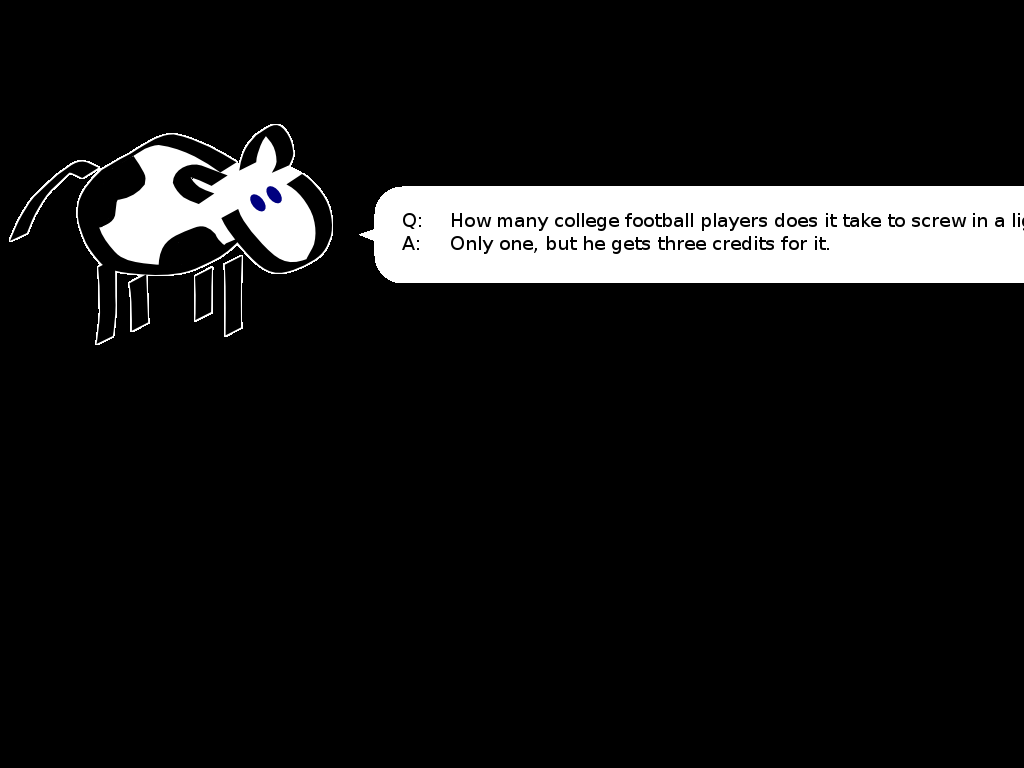 Q: How many college football players does it take to screw in a
A: Only one, but he gets three credits for it.